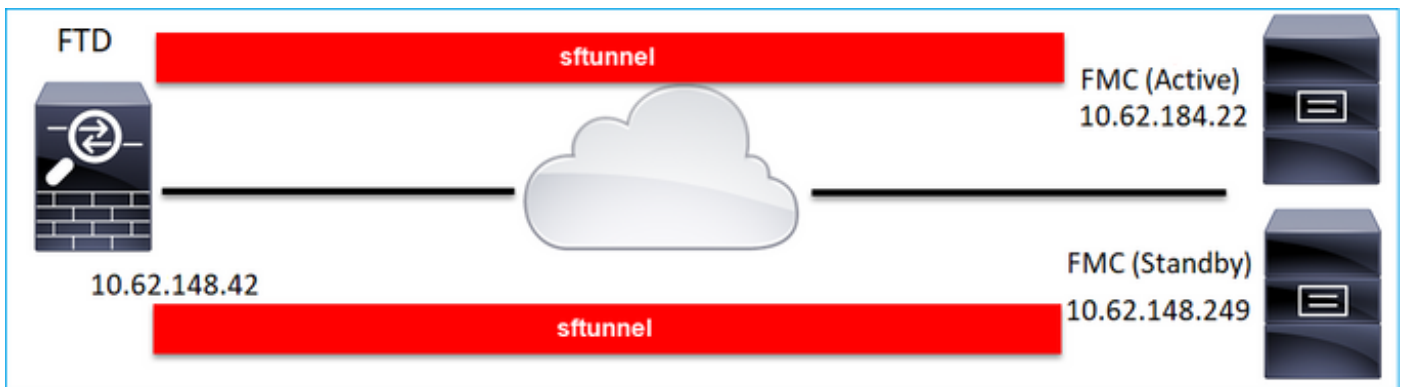 FTD
sftunnel
FMC (Active)
10.62.184.22
FMC (Standby)
10.62.148.42
10.62.148.249
sftunnel